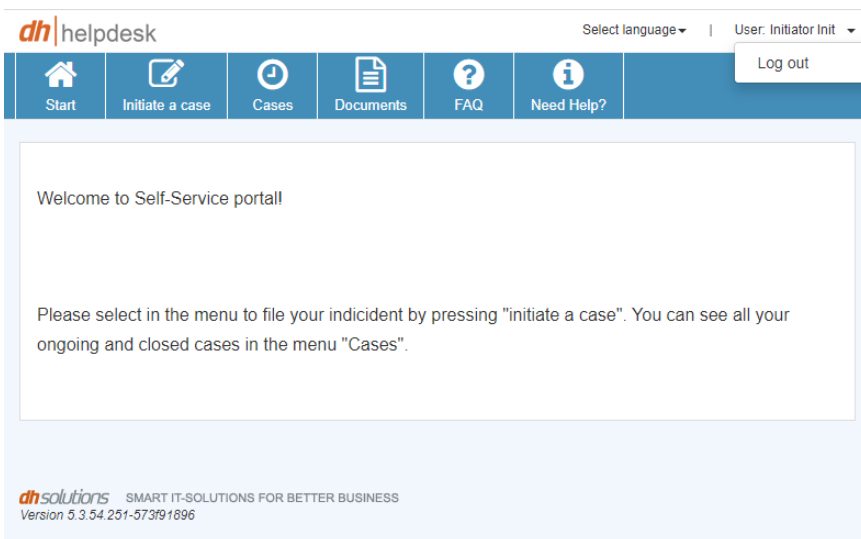 dh helpdesk
Select language | User: Initiator Init
Log out
Start Initiate a case Cases Documents FAQ Need Help?
Welcome to Self-Service portal!
Please select in the menu to file your indicident by pressing "initiate a case". You can see all your
ongoing and closed cases in the menu "Cases".
dhsolutions SMART IT-SOLUTIONS FOR BETTER BUSINESS
Version 5.3.54.251-573f91896